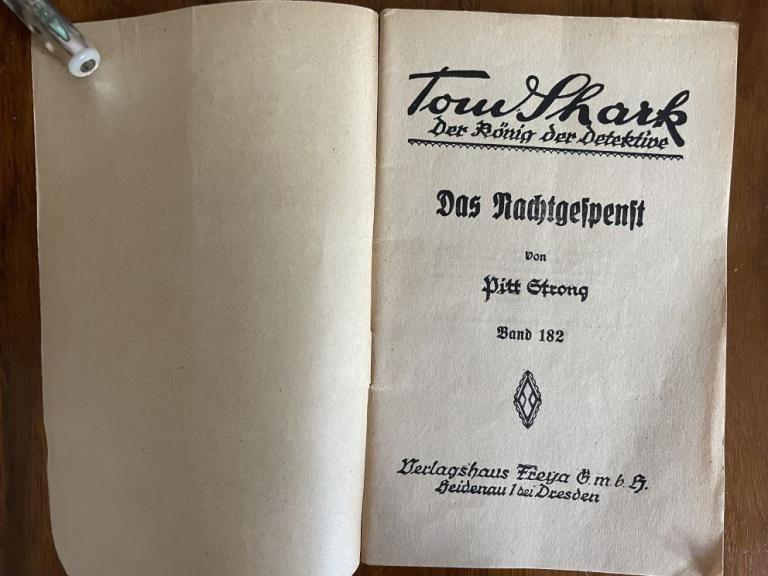 Tom Shark
Der König der Detektive
Das Nachtgespenst
von
Pitt Strong
Band 182
Verlagshaus Freya G.m.b.H.
Heidenau 1 bei Dresden